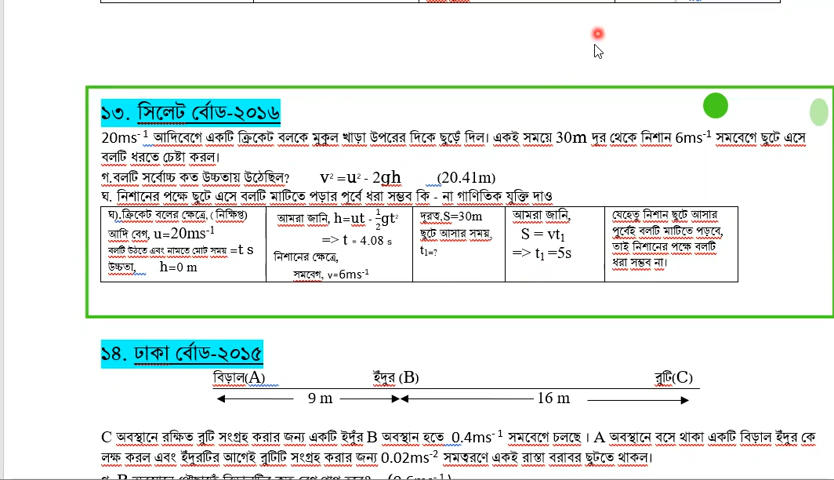 ১৩. সিলেট র্বোড-২০১৬
20ms⁻¹ আদিবেগে একটি ক্রিকেট বলকে মুকুল খাড়া উপরের দিকে ছুড়েঁ দিল। একই সময়ে 30m দূর থেকে নিশান 6ms⁻¹ সমবেগে ছুটে এসে
বলটি ধরতে চেষ্টা করল।
গ.বলটি সর্বোচ্চ কত উচ্চতায় উঠেছিল? v² =u² - 2gh (20.41m)
ঘ. নিশানের পক্ষে ছুটে এসে বলটি মাটিতে পড়ার পূর্বে ধরা সম্ভব কি - না গাণিতিক যুক্তি দাও
ঘ).ক্রিকেট বলের ক্ষেত্রে,( নিক্ষিপ্ত)
আদি বেগ, u=20ms⁻¹
বলটি উঠতে এবং নামতে মোট সময় =t s
উচ্চতা, h=0 m
আমরা জানি, h=ut - ½gt²
=> t = 4.08 s
নিশানের ক্ষেত্রে,
সমবেগ, v=6ms⁻¹
দূরত্ব,S=30m
ছুটে আসার সময়,
t₁=?
আমরা জানি,
S = vt₁
=> t₁ =5s
যেহেতু নিশান ছুটে আসার
পূর্বেই বলটি মাটিতে পড়বে,
তাই নিশানের পক্ষে বলটি
ধরা সম্ভব না।
১৪. ঢাকা র্বোড-২০১৫
বিড়াল(A) ইঁদুর (B) রুটি(C)
9 m 16 m
C অবস্থানে রক্ষিত রুটি সংগ্রহ করার জন্য একটি ইদুঁর B অবস্থান হতে 0.4ms⁻¹ সমবেগে চলছে । A অবস্থানে বসে থাকা একটি বিড়াল ইঁদুর কে
লক্ষ করল এবং ইঁদুরটির আগেই রুটিটি সংগ্রহ করার জন্য 0.02ms⁻² সমত্বরণে একই রাস্তা বরাবর ছুটতে থাকল।